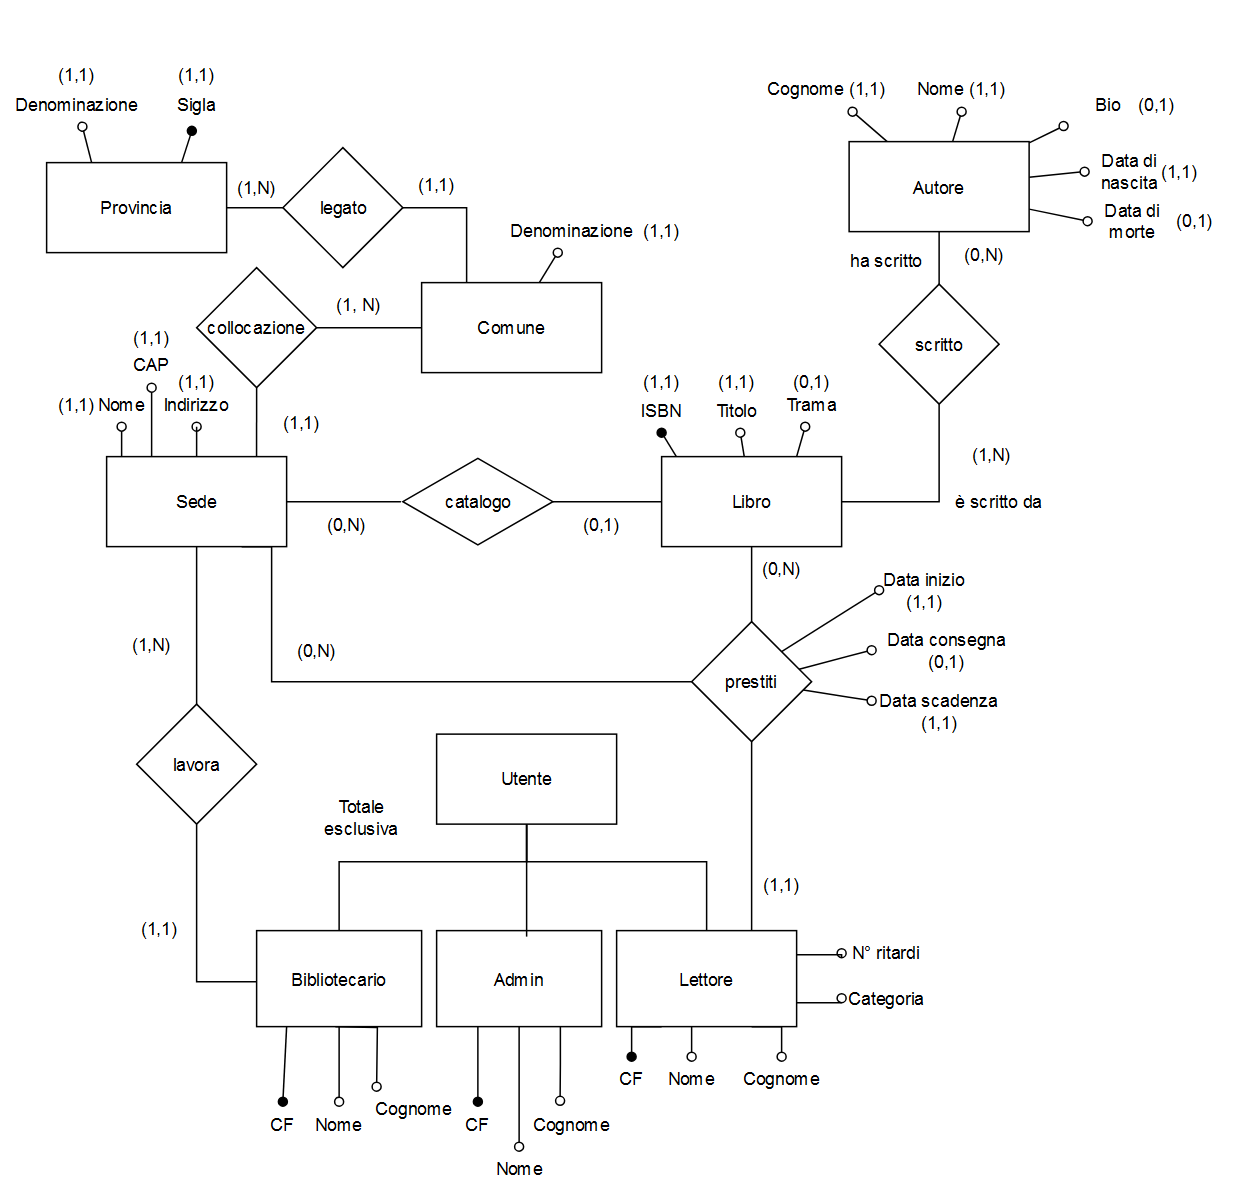 (1,1)
(1,1)
Denominazione
Sigla
Cognome (1,1)
Nome (1,1)
Bio (0,1)
Data di
nascita (1,1)
Data di
morte (0,1)
Provincia
(1,N)
legato
(1,1)
Autore
Denominazione (1,1)
ha scritto
(0,N)
collocazione
(1, N)
Comune
scritto
(1,1)
CAP
(1,1)
(1,1) Nome
Indirizzo
(1,1)
(1,1)
ISBN
(1,1)
Titolo
(0,1)
Trama
(1,N)
è scritto da
Sede
(0,N)
catalogo
(0,1)
Libro
(0,N)
Data inizio
(1,1)
Data consegna
(0,1)
Data scadenza
(1,1)
(1,N)
(0,N)
prestiti
lavora
Utente
Totale
esclusiva
(1,1)
(1,1)
Bibliotecario
Admin
Lettore
N° ritardi
Categoria
CF
Nome
Cognome
CF
Nome
Cognome
CF
Nome
Cognome